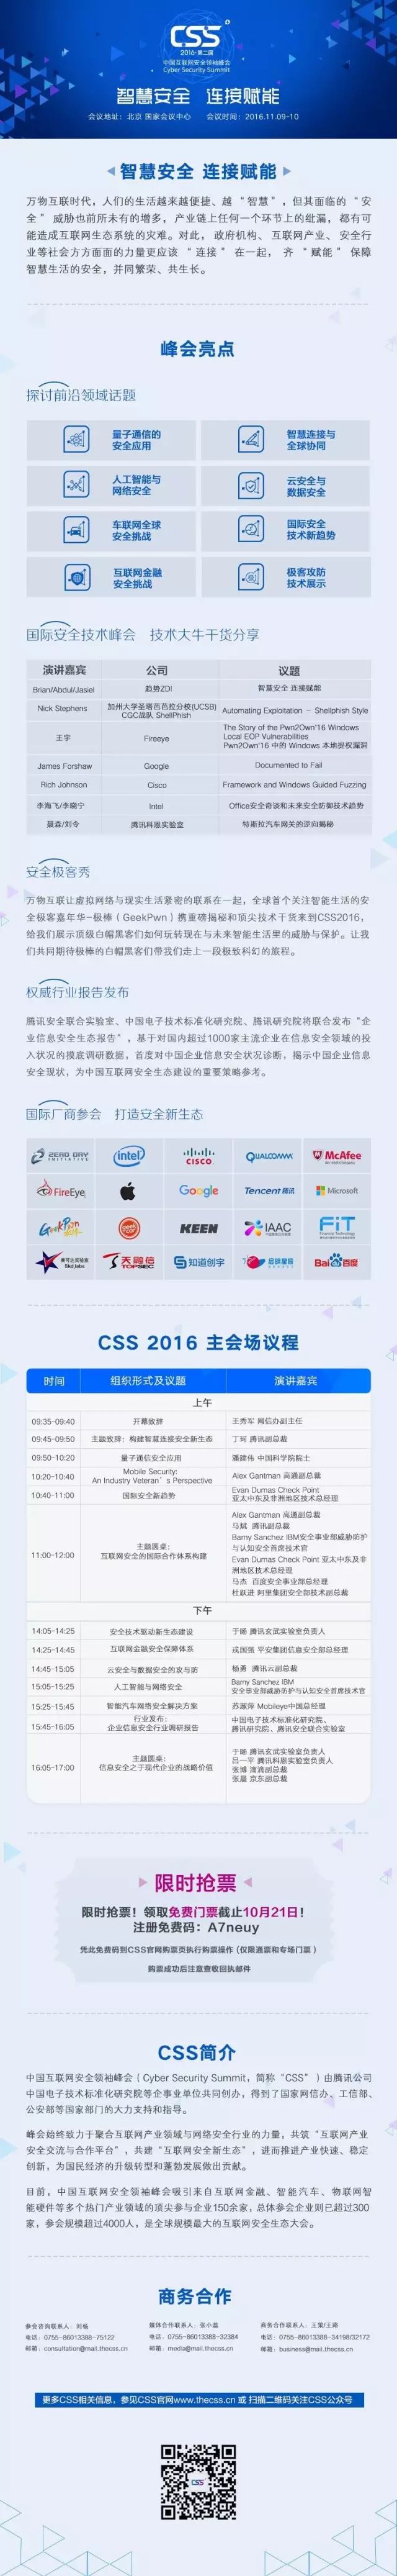 CSS
2016·第二届
中国互联网安全领袖峰会
Cyber Security Summit
智慧安全 连接赋能
会议地址：北京 国家会议中心 会议时间：2016.11.09-10
智慧安全 连接赋能
万物互联时代，人们的生活越来越便捷、越“智慧”，但其面临的“安
全”威胁也前所未有的增多，产业链上任何一个环节上的纰漏，都有可
能造成互联网生态系统的灾难。对此，政府机构、互联网产业、安全行
业等社会方方面面的力量更应该“连接”在一起，齐“赋能”保障
智慧生活的安全，并同繁荣、共生长。
峰会亮点
探讨前沿领域话题
量子通信的
安全应用
智慧连接与
全球协同
人工智能与
网络安全
云安全与
数据安全
车联网全球
安全挑战
国际安全
技术新趋势
互联网金融
安全挑战
极客攻防
技术展示
国际安全技术峰会 技术大牛干货分享
演讲嘉宾 公司 议题
Brian/Abdul/Jasiel 趋势ZDI 智慧安全 连接赋能
Nick Stephens 加州大学圣塔芭芭拉分校(UCSB) CGC战队 ShellPhish Automating Exploitation – Shellphish Style
王宇 Fireeye The Story of the Pwn2Own'16 Windows
Local EOP Vulnerabilities
Pwn2Own'16 中的 Windows 本地提权漏洞
James Forshaw Google Documented to Fail
Rich Johnson Cisco Framework and Windows Guided Fuzzing
李海飞/李晓宁 Intel Office安全奇谈和未来安全防御技术趋势
聂森/刘令 腾讯科恩实验室 特斯拉汽车网关的逆向揭秘
安全极客秀
万物互联让虚拟网络与现实生活紧密的联系在一起，全球首个关注智能生活的安
全极客嘉年华-极棒（GeekPwn）携重磅揭秘和顶尖技术干货来到CSS2016，
给我们展示顶级白帽黑客们如何玩转现在与未来智能生活里的威胁与保护。让我
们共同期待极棒的白帽黑客们带我们走上一段极致科幻的旅程。
权威行业报告发布
腾讯安全联合实验室、中国电子技术标准化研究院、腾讯研究院将联合发布“企
业信息安全生态报告”，基于对国内超过1000家主流企业在信息安全领域的投
入状况的摸底调研数据，首度对中国企业信息安全状况诊断，揭示中国企业信息
安全现状，为中国互联网安全生态建设的重要策略参考。
国际厂商参会 打造安全新生态
ZERO DAY INITIATIVE intel CISCO QUALCOMM McAfee
FireEye Google Tencent 腾讯 Microsoft
GeekPwn KEEN IAAC FiT
天融信 TOPSEC 知道创宇 启明星辰 Bai百度
CSS 2016 主会场议程
时间 组织形式及议题 演讲嘉宾
上午
09:35-09:40 开幕致辞 王秀军 网信办副主任
09:45-09:50 主题致辞：构建智慧连接安全新生态 丁珂 腾讯副总裁
09:50-10:20 量子通信安全应用 潘建伟 中国科学院院士
10:20-10:40 Mobile Security:
An Industry Veteran’s Perspective Alex Gantman 高通副总裁
10:40-11:00 国际安全新趋势 Evan Dumas Check Point
亚太中东及非洲地区技术总经理
11:00-12:00 主题圆桌：
互联网安全的国际合作体系构建
Alex Gantman 高通副总裁
马斌 腾讯副总裁
Barny Sanchez IBM安全事业部威胁防护
与认知安全首席技术官
Evan Dumas Check Point 亚太中东及非
洲地区技术总经理
马杰 百度安全事业部总经理
杜跃进 阿里集团安全部技术副总裁
下午
14:05-14:25 安全技术驱动新生态建设 于旸 腾讯玄武实验室负责人
14:25-14:45 互联网金融安全保障体系 戎国强 平安集团信息安全部总经理
14:45-15:05 云安全与数据安全的攻与防 杨勇 腾讯云副总裁
15:05-15:25 人工智能与网络安全 Barny Sanchez IBM
安全事业部威胁防护与认知安全首席技术官
15:25-15:45 智能汽车网络安全解决方案 苏淑萍 Mobileye中国总经理
15:45-16:05 行业发布：
企业信息安全行业调研报告 中国电子技术标准化研究院、
腾讯研究院、腾讯安全联合实验室
16:05-17:00 主题圆桌：
信息安全之于现代企业的战略价值
于旸 腾讯玄武实验室负责人
吕一平 腾讯科恩实验室负责人
张博 滴滴副总裁
张晨 京东副总裁
限时抢票
限时抢票！领取免费门票截止10月21日！
注册免费码：A7neuy
凭此免费码到CSS官网购票页执行购票操作（仅限通票和专场门票）
购票成功后注意查收回执邮件
CSS简介
中国互联网安全领袖峰会（Cyber Security Summit，简称“CSS”）由腾讯公司
中国电子技术标准化研究院等企事业单位共同创办，得到了国家网信办、工信部、
公安部等国家部门的大力支持和指导。
峰会始终致力于聚合互联网产业领域与网络安全行业的力量，共筑“互联网产业
安全交流与合作平台”，共建“互联网安全新生态”，进而推进产业快速、稳定
创新，为国民经济的升级转型和蓬勃发展做出贡献。
目前，中国互联网安全领袖峰会吸引来自互联网金融、智能汽车、物联网智
能硬件等多个热门产业领域的顶尖参与企业150余家，总体参会企业则已超过300
家，参会规模超过4000人，是全球规模最大的互联网安全生态大会。
商务合作
参会咨询联系人：刘畅
电话：0755-86013388-75122
邮箱：consultation@mail.thecss.cn
媒体合作联系人：张小磊
电话：0755-86013388-32384
邮箱：media@mail.thecss.cn
电话：0755-86013388-34198/32172
邮箱：business@mail.thecss.cn
更多CSS相关信息，参见CSS官网www.thecss.cn 或 扫描二维码关注CSS公众号
CSS